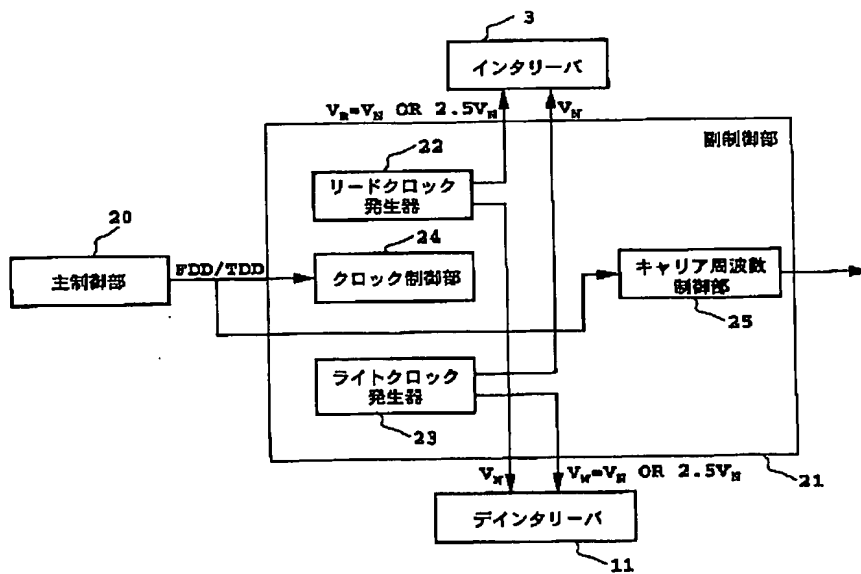 3
インタリーバ
V_R=V_N OR 2.5V_N
V_N
副制御部
22
リードクロック
発生器
20
24
主制御部
FDD/TDD
クロック制御部
キャリア周波数
制御部
25
ライトクロック
発生器
23
V_N
V_W=V_N OR 2.5V_N
21
デインタリーバ
11